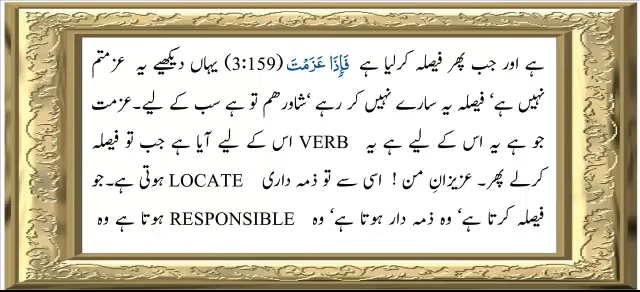 ہے اور جب پھر فیصلہ کرلیا ہے فَإِذَا عَزَمْتَ (3:159) یہاں دیکھیے یہ عزمتم
نہیں ہے‘ فیصلہ یہ سارے نہیں کر رہے ‘شاورھم تو ہے سب کے لیے۔عزمت
جو ہے یہ اس کے لیے ہے یہ VERB اس کے لیے آیا ہے جب تو فیصلہ
کرلے پھر۔ عزیزانِ من ! اسی سے تو ذمہ داری LOCATE ہوتی ہے۔جو
فیصلہ کرتا ہے‘ وہ ذمہ دار ہوتا ہے‘ وہ RESPONSIBLE ہوتا ہے وہ